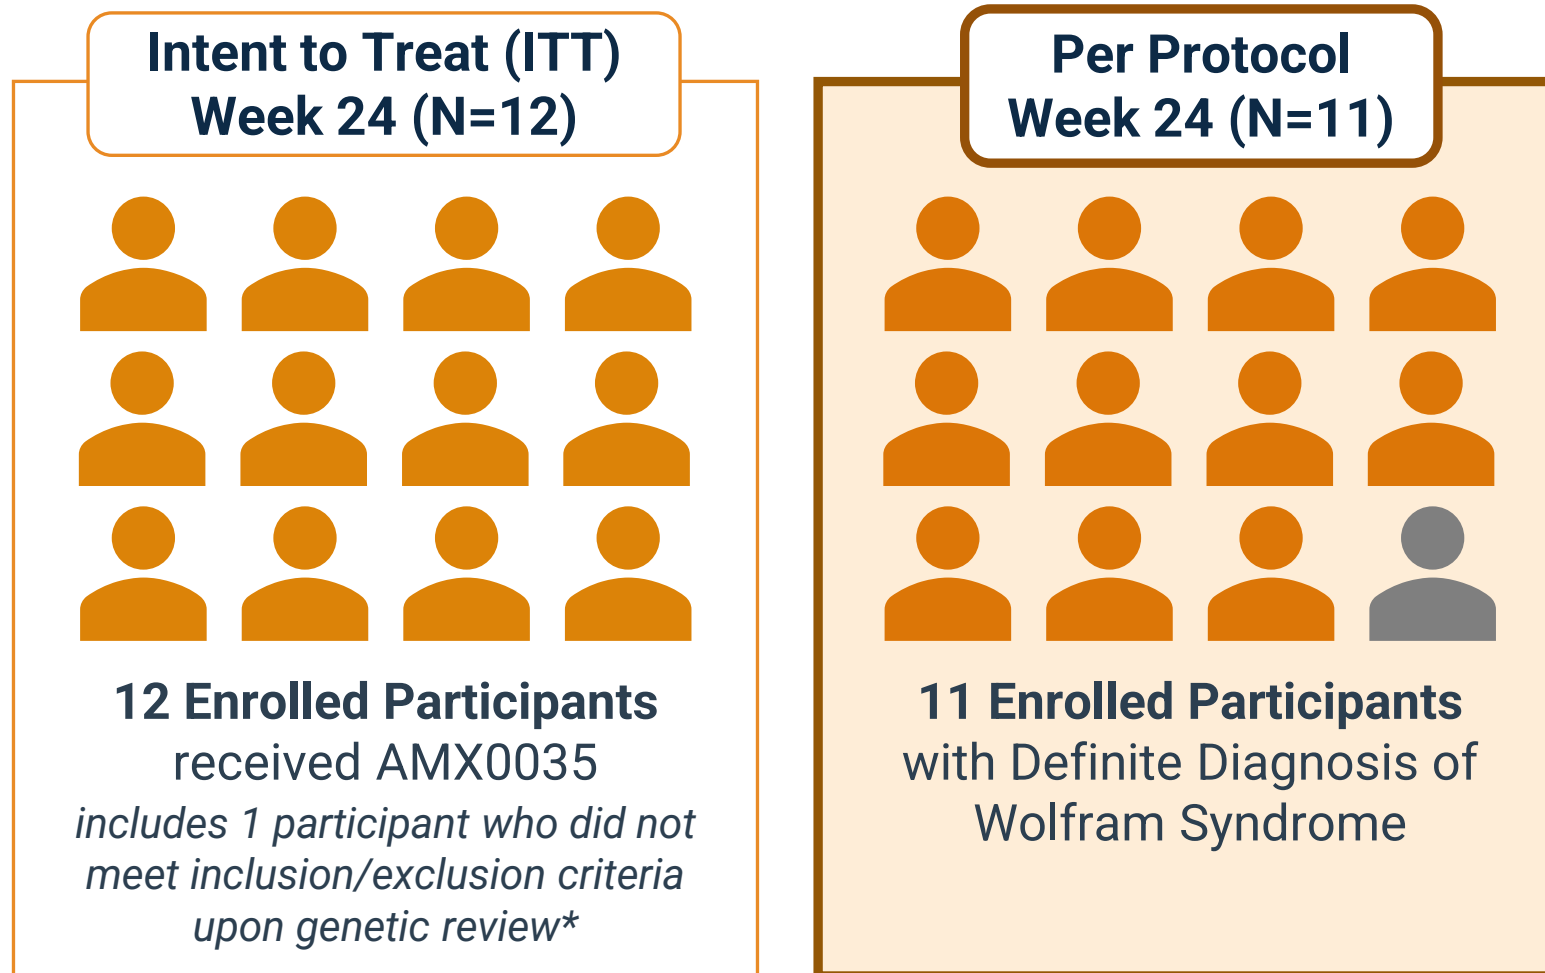 Intent to Treat (ITT)
Week 24 (N=12)
12 Enrolled Participants
received AMX0035
includes 1 participant who did not
meet inclusion/exclusion criteria
upon genetic review*
Per Protocol
Week 24 (N=11)
11 Enrolled Participants
with Definite Diagnosis of
Wolfram Syndrome